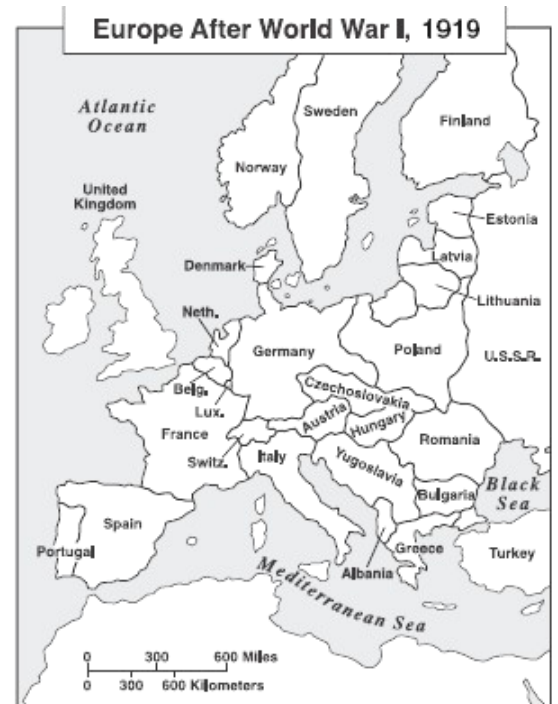 Europe After World War I, 1919
Atlantic
Ocean
Sweden
Finland
Norway
United
Kingdom
Estonia
Latvia
Denmark
Lithuania
Neth.
Germany
Poland
U.S.S.R.
Belg.
Czechoslovakia
Lux.
Austria
Hungary
France
Romania
Switz.
Italy
Yugoslavia
Black
Sea
Bulgaria
Spain
Portugal
Greece
Turkey
Albania
Mediterranean Sea
0 300 600 Miles
0 300 600 Kilometers